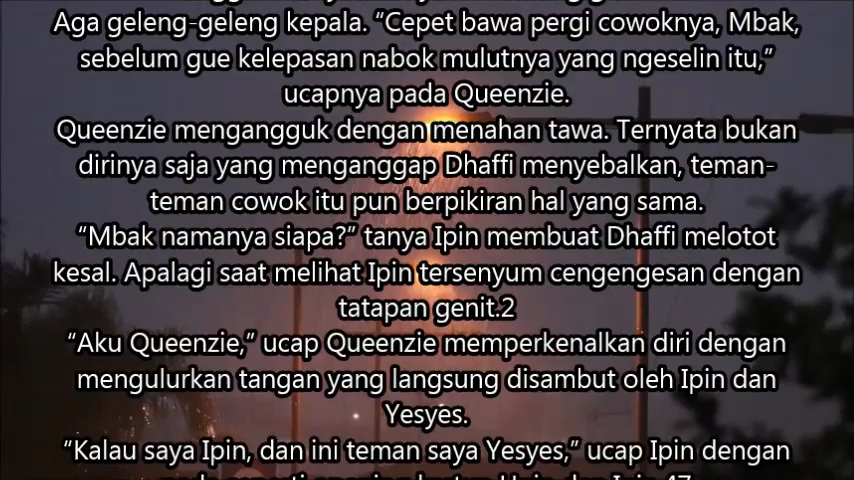 Aga geleng-geleng kepala. “Cepet bawa pergi cowoknya, Mbak,
sebelum gue kelepasan nabok mulutnya yang ngeselin itu,”
ucapnya pada Queenzie.
Queenzie mengangguk dengan menahan tawa. Ternyata bukan
dirinya saja yang menganggap Dhaffi menyebalkan, teman-
teman cowok itu pun berpikiran hal yang sama.
“Mbak namanya siapa?” tanya Ipin membuat Dhaffi melotot
kesal. Apalagi saat melihat Ipin tersenyum cengengesan dengan
tatapan genit.2
“Aku Queenzie,” ucap Queenzie memperkenalkan diri dengan
mengulurkan tangan yang langsung disambut oleh Ipin dan
Yesyes.
“Kalau saya Ipin, dan ini teman saya Yesyes,” ucap Ipin dengan